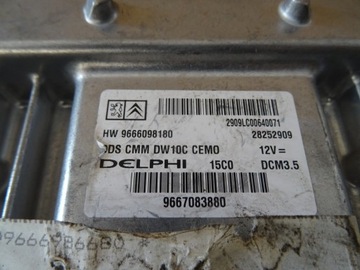 2909LC00640071
HW 9666098180 28252909
DS CMM DW10C CEMO 12V=
DELPHI 15C0 DCM3.5
9667083880